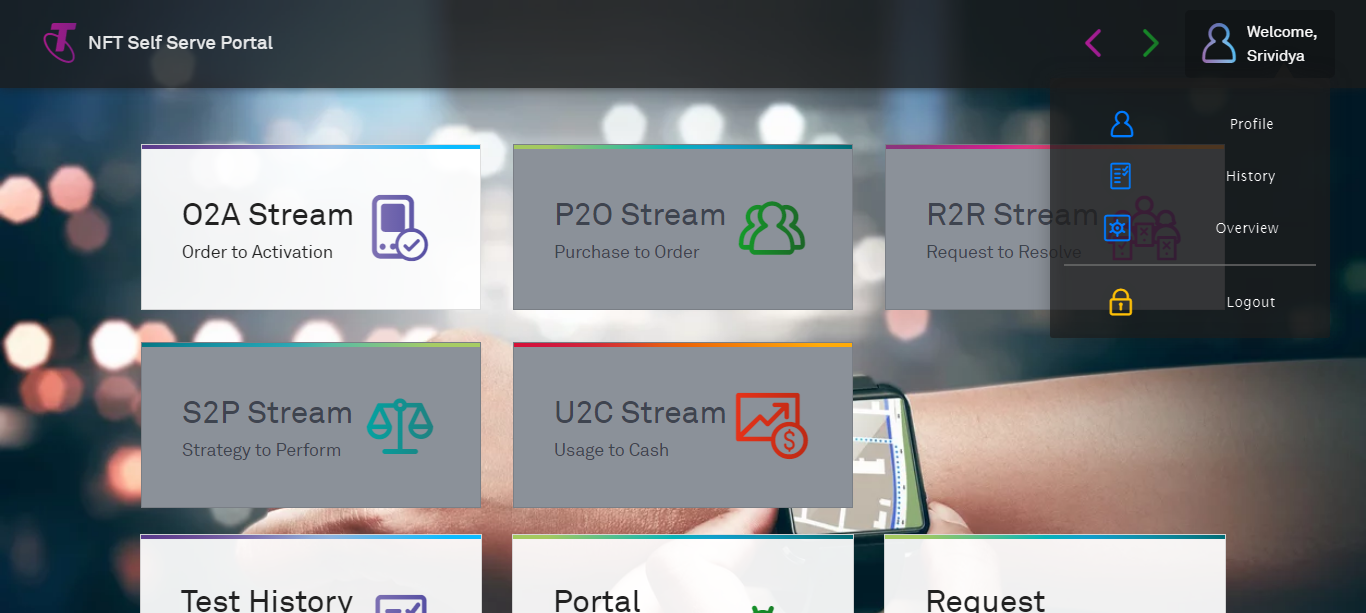 NFT Self Serve Portal
Welcome,
Srividya
Profile
History
Overview
Logout
O2A Stream
Order to Activation
P2O Stream
Purchase to Order
R2R Stream
Request to Resolve
S2P Stream
Strategy to Perform
U2C Stream
Usage to Cash
Test History
Portal
Request